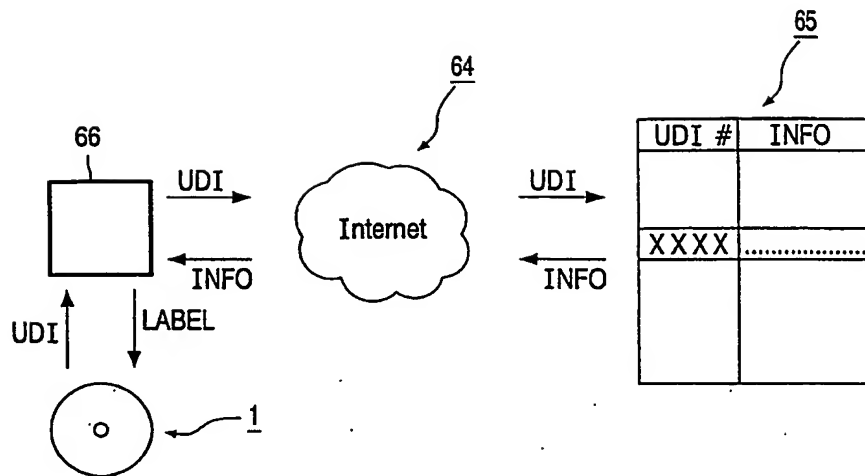 65
64
UDI # INFO
66
UDI UDI
Internet
XXXX ....................
INFO INFO
UDI LABEL
1